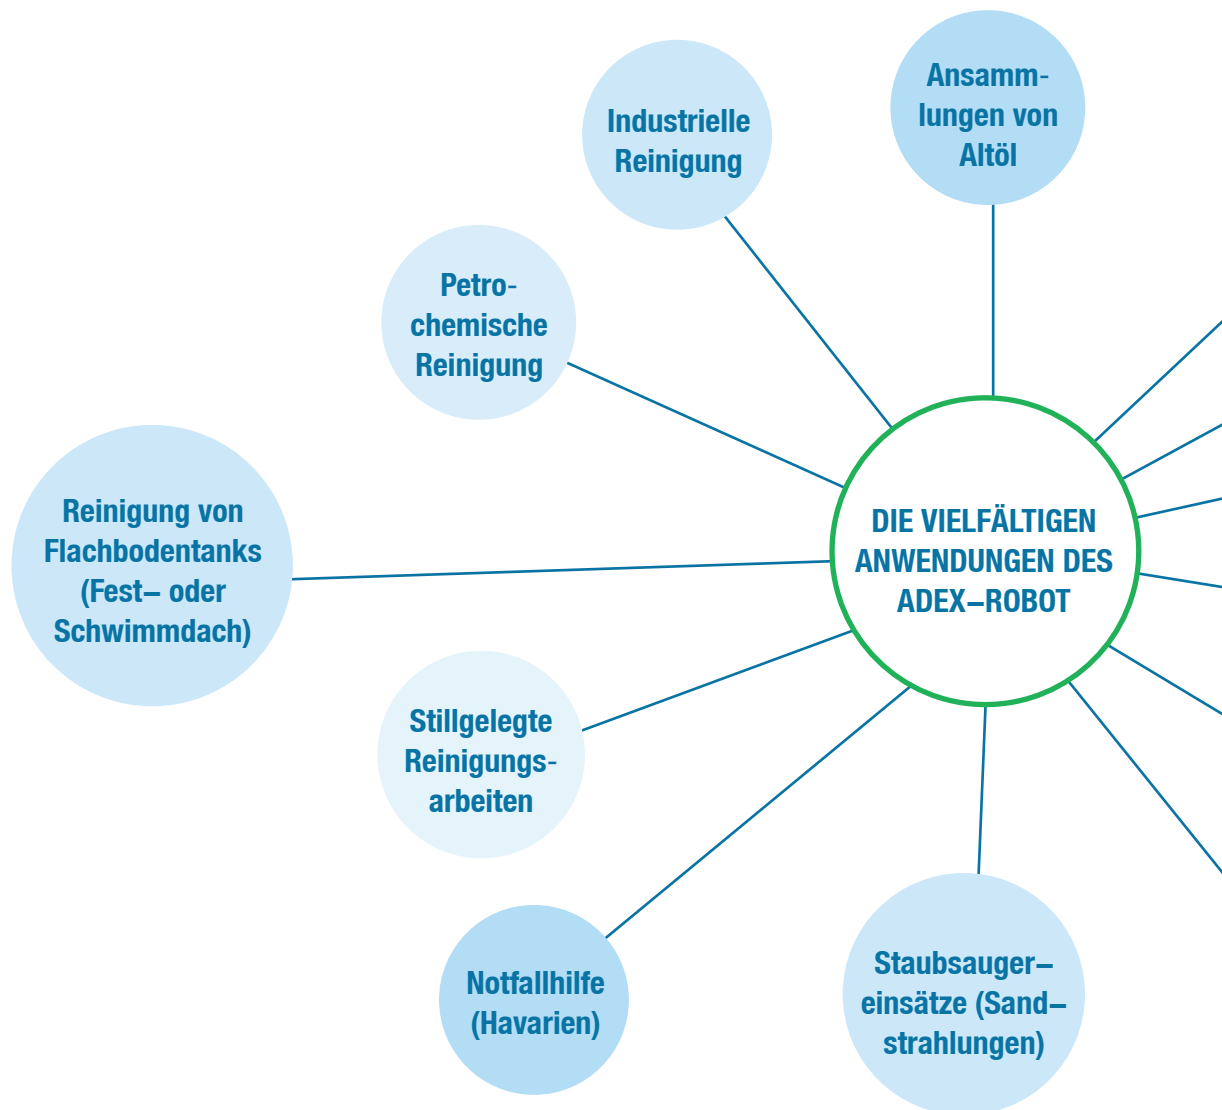 Ansamm-
lungen von
Altöl
Industrielle
Reinigung
Petro-
chemische
Reinigung
Reinigung von
Flachbodentanks
(Fest– oder
Schwimmdach)
DIE VIELFÄLTIGEN
ANWENDUNGEN DES
ADEX–ROBOT
Stillgelegte
Reinigungs-
arbeiten
Notfallhilfe
(Havarien)
Staubsauger–
einsätze (Sand–
strahlungen)